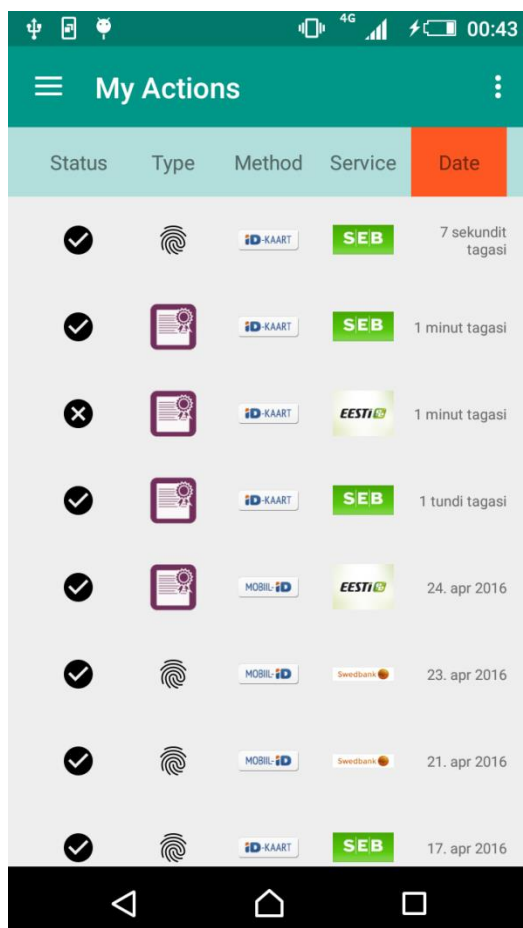 4G 00:43
My Actions
Status Type Method Service Date
iD-KAART SEB 7 sekundit
tagasi
iD-KAART SEB 1 minut tagasi
iD-KAART EESTi 1 minut tagasi
iD-KAART SEB 1 tundi tagasi
MOBIIL-iD EESTi 24. apr 2016
MOBIIL-iD Swedbank 23. apr 2016
MOBIIL-iD Swedbank 21. apr 2016
iD-KAART SEB 17. apr 2016